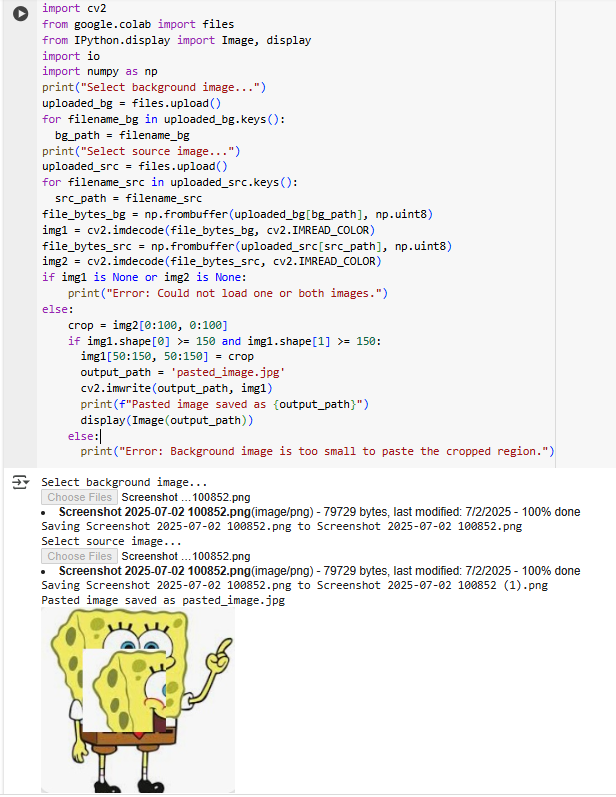 import cv2
from google.colab import files
from IPython.display import Image, display
import io
import numpy as np
print("Select background image...")
uploaded_bg = files.upload()
for filename_bg in uploaded_bg.keys():
  bg_path = filename_bg
print("Select source image...")
uploaded_src = files.upload()
for filename_src in uploaded_src.keys():
  src_path = filename_src
file_bytes_bg = np.frombuffer(uploaded_bg[bg_path], np.uint8)
img1 = cv2.imdecode(file_bytes_bg, cv2.IMREAD_COLOR)
file_bytes_src = np.frombuffer(uploaded_src[src_path], np.uint8)
img2 = cv2.imdecode(file_bytes_src, cv2.IMREAD_COLOR)
if img1 is None or img2 is None:
    print("Error: Could not load one or both images.")
else:
    crop = img2[0:100, 0:100]
    if img1.shape[0] >= 150 and img1.shape[1] >= 150:
      img1[50:150, 50:150] = crop
      output_path = 'pasted_image.jpg'
      cv2.imwrite(output_path, img1)
      print(f"Pasted image saved as {output_path}")
      display(Image(output_path))
    else:
      print("Error: Background image is too small to paste the cropped region.")
Select background image...
Choose Files Screenshot ...100852.png
• Screenshot 2025-07-02 100852.png(image/png) - 79729 bytes, last modified: 7/2/2025 - 100% done
Saving Screenshot 2025-07-02 100852.png to Screenshot 2025-07-02 100852.png
Select source image...
Choose Files Screenshot ...100852.png
• Screenshot 2025-07-02 100852.png(image/png) - 79729 bytes, last modified: 7/2/2025 - 100% done
Saving Screenshot 2025-07-02 100852.png to Screenshot 2025-07-02 100852 (1).png
Pasted image saved as pasted_image.jpg